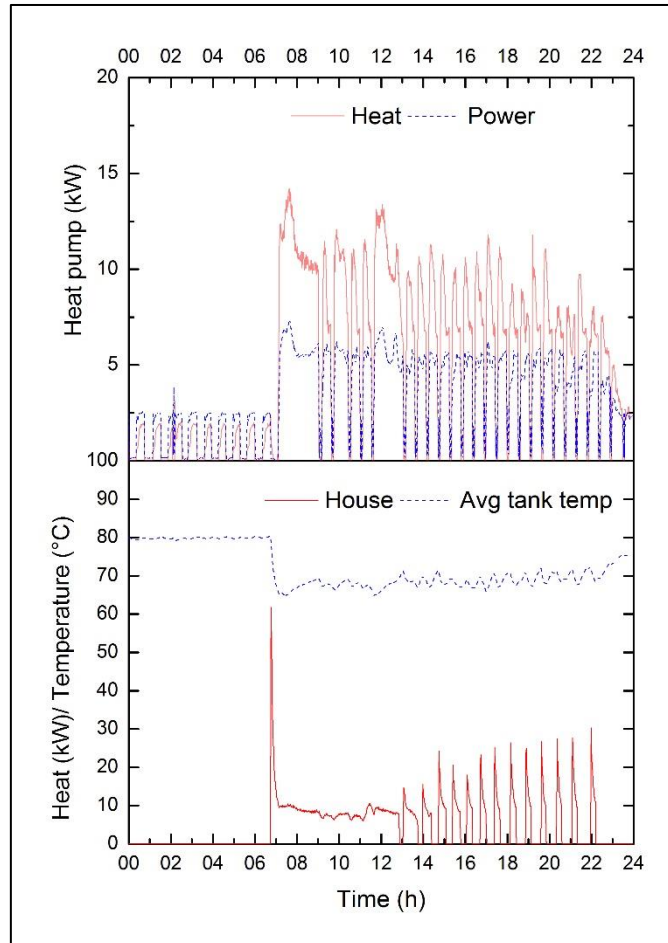 00 02 04 06 08 10 12 14 16 18 20 22 24
20
Heat Power
15
10
5
Heat pump (kW)
100
House Avg tank temp
90
80
70
60
50
40
30
20
10
0
Heat (kW)/ Temperature (°C)
00 02 04 06 08 10 12 14 16 18 20 22 24
Time (h)